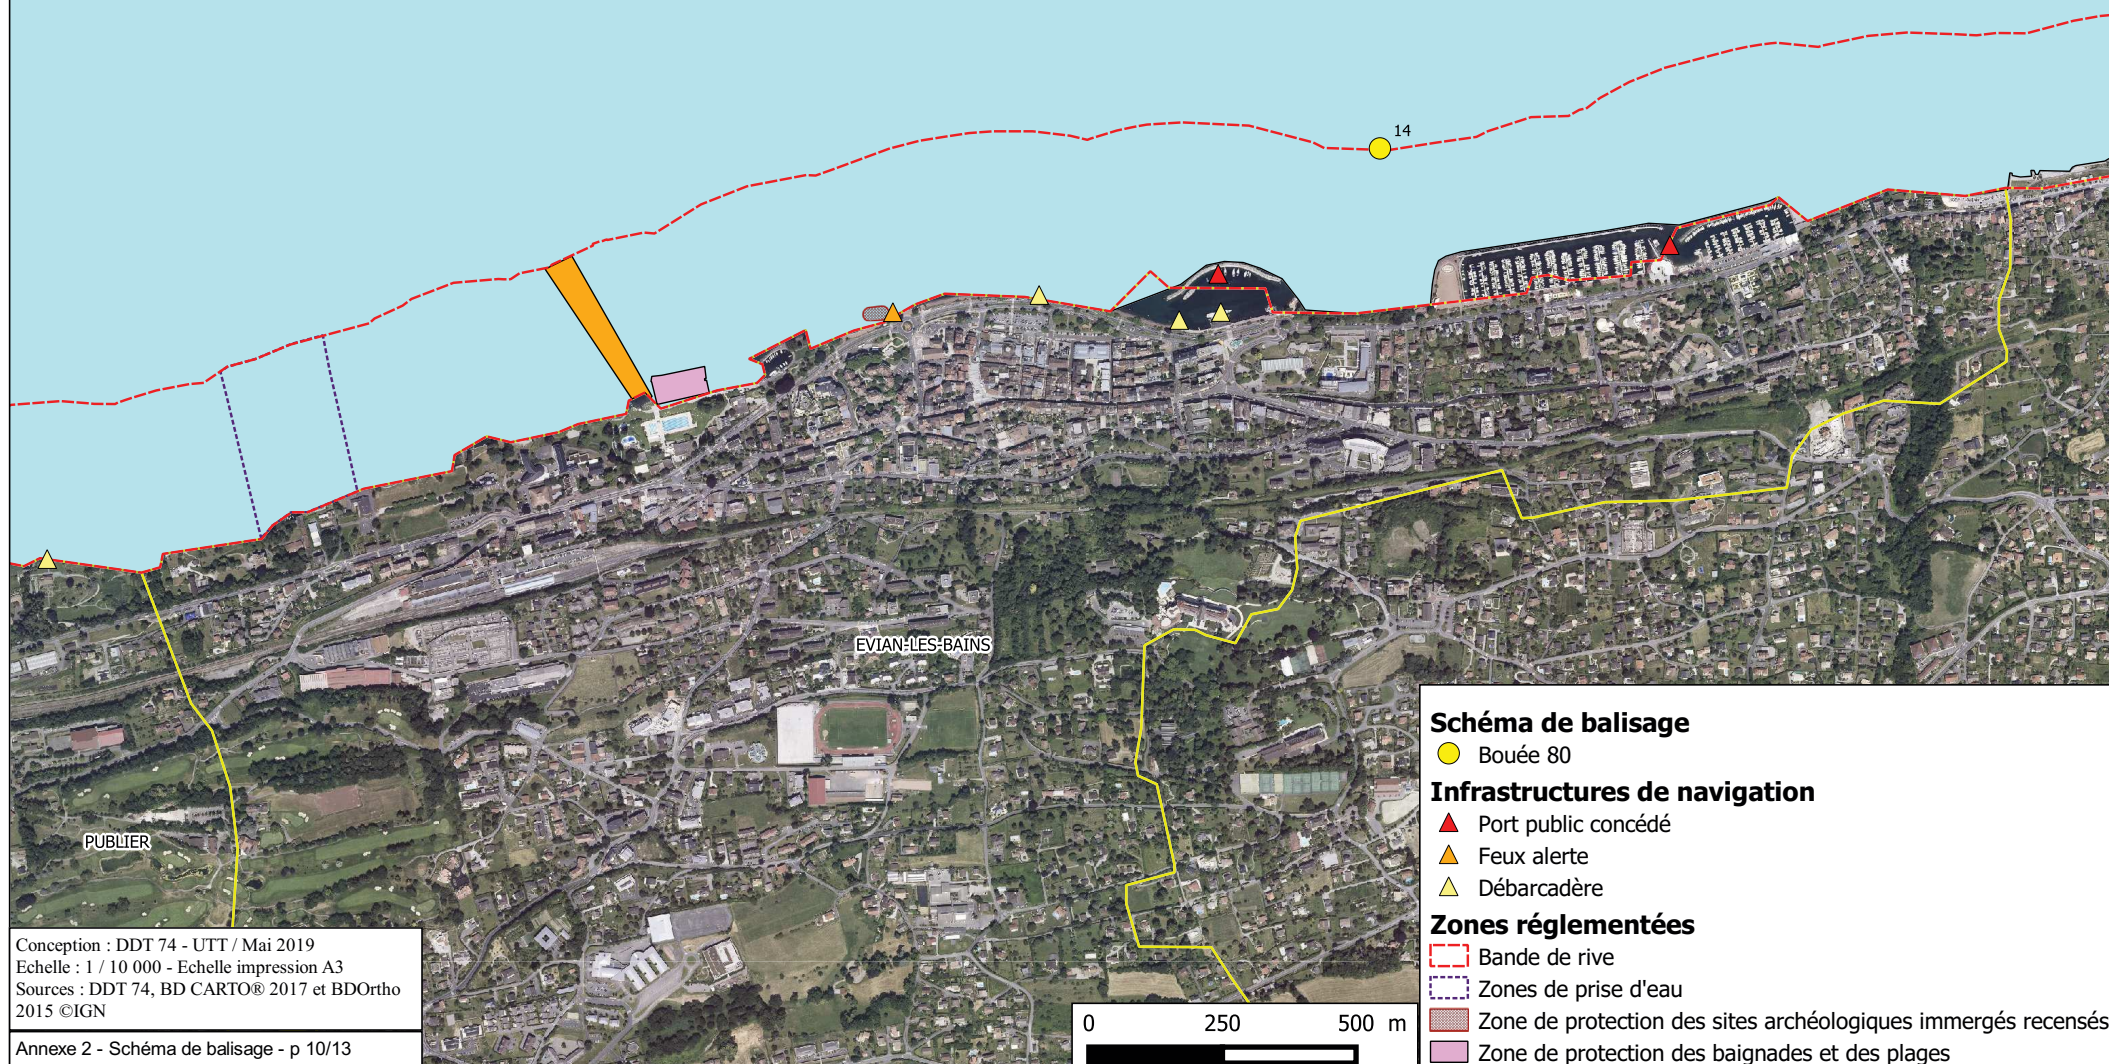 14
EVIAN-LES-BAINS
PUBLIER
Schéma de balisage
Bouée 80
Infrastructures de navigation
Port public concédé
Feux alerte
Débarcadère
Zones réglementées
Bande de rive
Zones de prise d'eau
Zone de protection des sites archéologiques immergés recensés
Zone de protection des baignades et des plages
Conception : DDT 74 - UTT / Mai 2019
Echelle : 1 / 10 000 - Echelle impression A3
Sources : DDT 74, BD CARTO® 2017 et BDOrtho
2015 ©IGN
Annexe 2 - Schéma de balisage - p 10/13
0 250 500 m